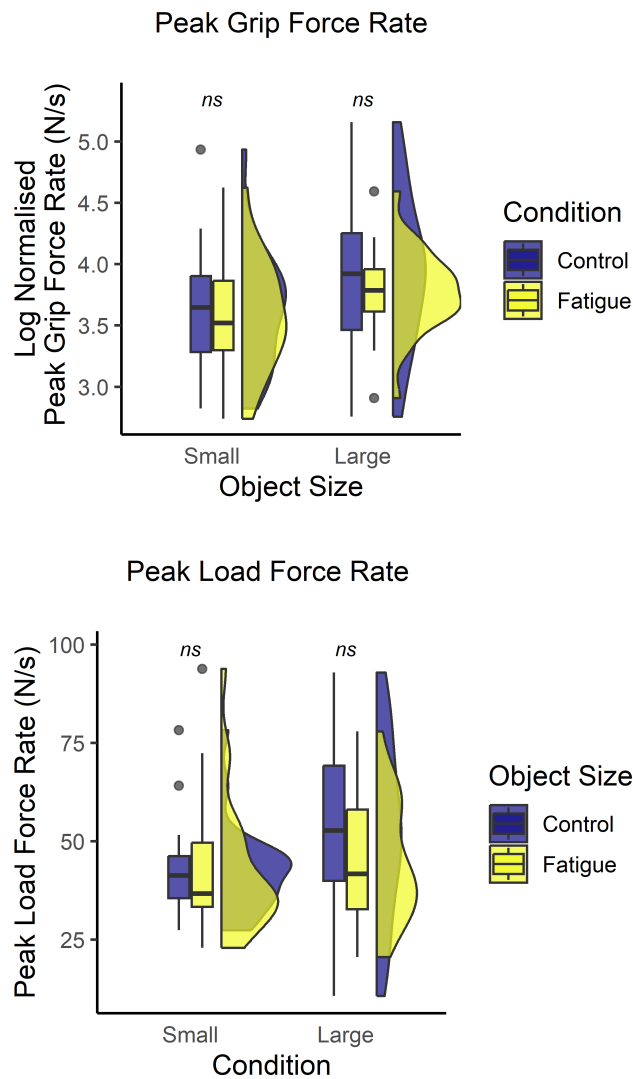 Peak Grip Force Rate
Log Normalised
Peak Grip Force Rate (N/s)
5.0
4.5
4.0
3.5
3.0
ns
ns
Small
Large
Object Size
Condition
Control
Fatigue
Peak Load Force Rate
Peak Load Force Rate (N/s)
100
75
50
25
ns
ns
Small
Large
Condition
Object Size
Control
Fatigue